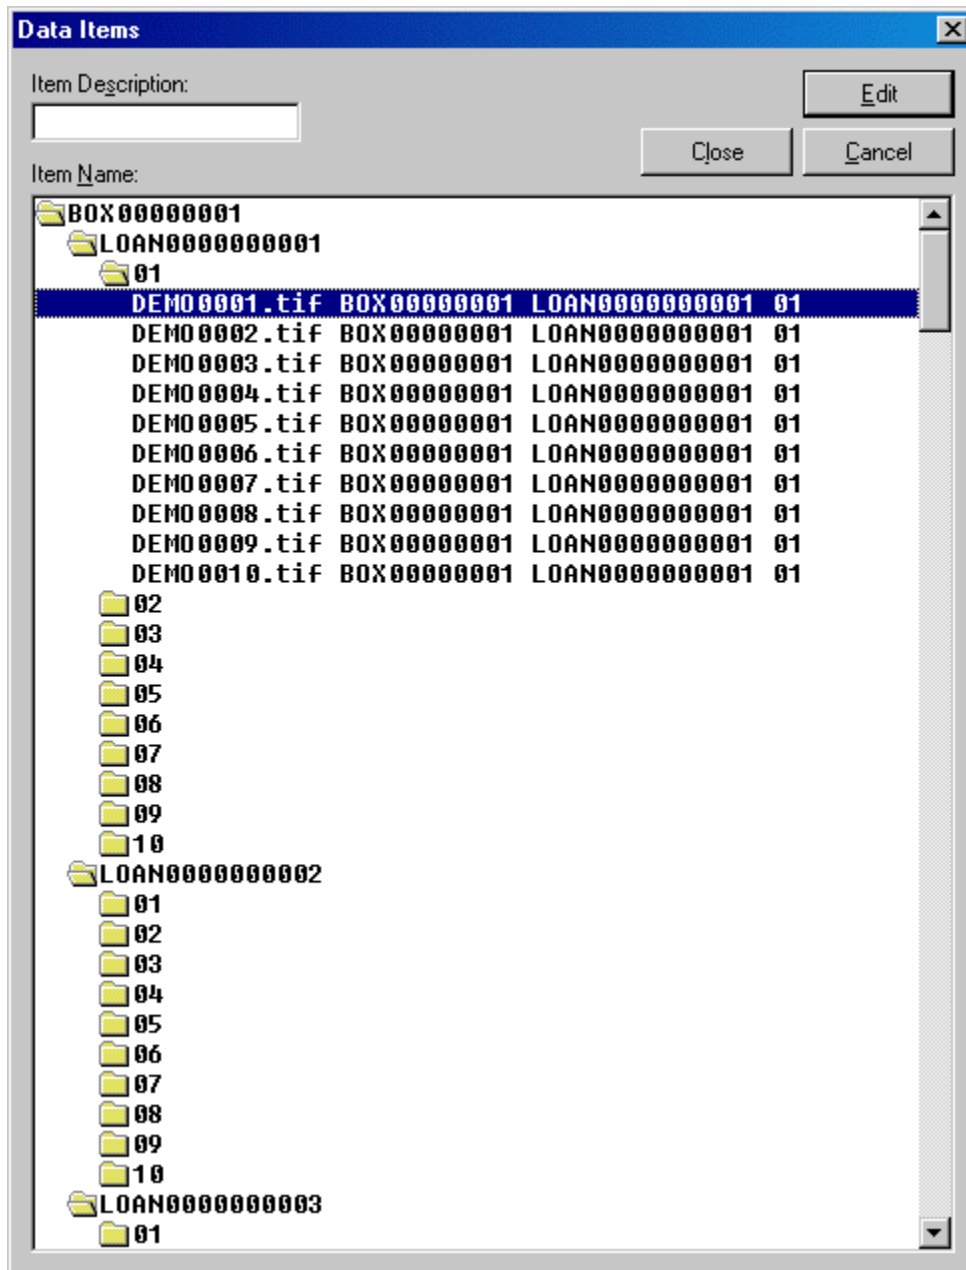 Data Items
Item Description:
Edit
Close
Cancel
Item Name:
BOX00000001
LOAN0000000001
01
DEMO0001.tif BOX00000001 LOAN0000000001 01
DEMO0002.tif BOX00000001 LOAN0000000001 01
DEMO0003.tif BOX00000001 LOAN0000000001 01
DEMO0004.tif BOX00000001 LOAN0000000001 01
DEMO0005.tif BOX00000001 LOAN0000000001 01
DEMO0006.tif BOX00000001 LOAN0000000001 01
DEMO0007.tif BOX00000001 LOAN0000000001 01
DEMO0008.tif BOX00000001 LOAN0000000001 01
DEMO0009.tif BOX00000001 LOAN0000000001 01
DEMO0010.tif BOX00000001 LOAN0000000001 01
02
03
04
05
06
07
08
09
10
LOAN0000000002
01
02
03
04
05
06
07
08
09
10
LOAN0000000003
01